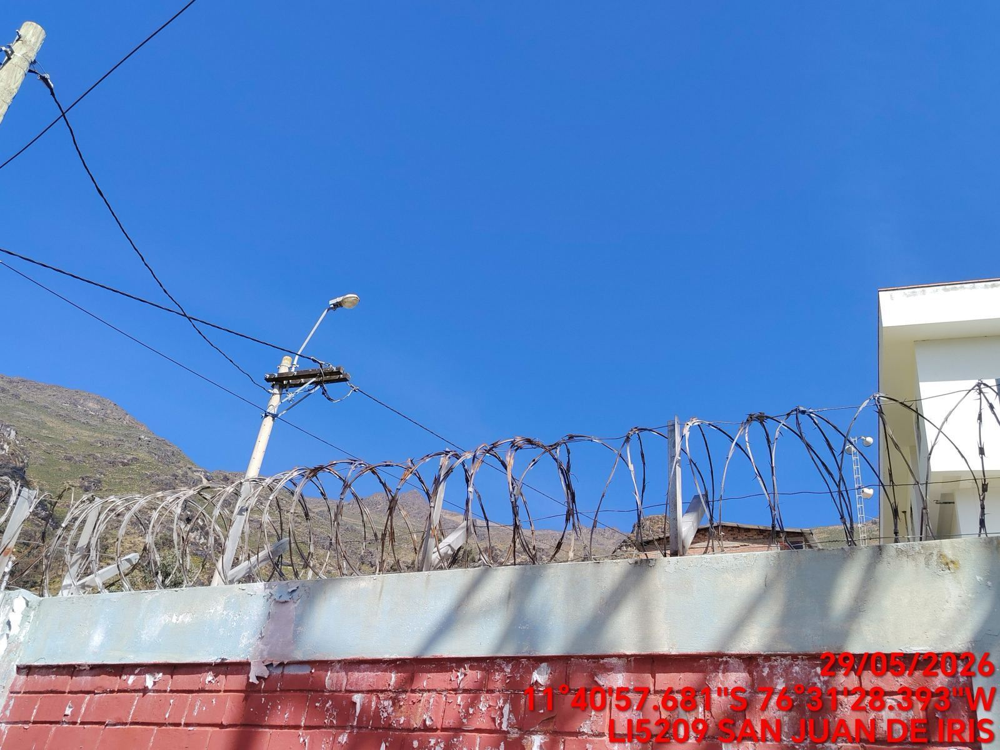 29/05/2026
11°40'57.681"S 76°31'28.393"W
LI5209 SAN JUAN DE IRIS